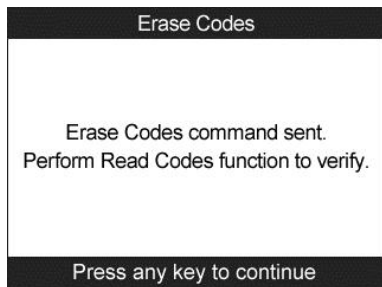 Erase Codes
Erase Codes command sent.
Perform Read Codes function to verify.
Press any key to continue